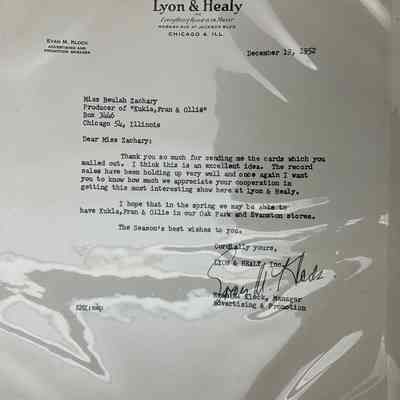 Lyon & Healy
Everything Known in Music
WABASH AVE AT JACKSON BLVD
CHICAGO 4, ILL.
EVAN M. KLOCK
ADVERTISING AND
PROMOTION MANAGER
December 19, 1952
Miss Beulah Zachary
Producer of "Kukla,Fran & Ollie"
Box 3446
Chicago 54, Illinois
Dear Miss Zachary:
Thank you so much for sending me the cards which you
mailed out. I think this is an excellent idea. The record
sales have been holding up very well and once again I want
you to know how much we appreciate your cooperation in
getting this most interesting show here at Lyon & Healy.
I hope that in the spring we may be able to
have Kukla,Fran & Ollie in our Oak Park and Evanston stores.
The Season's best wishes to you.
Cordially yours,
LYON & HEALY, Inc.
Evan M. Klock
Klock, Manager
Advertising & Promotion